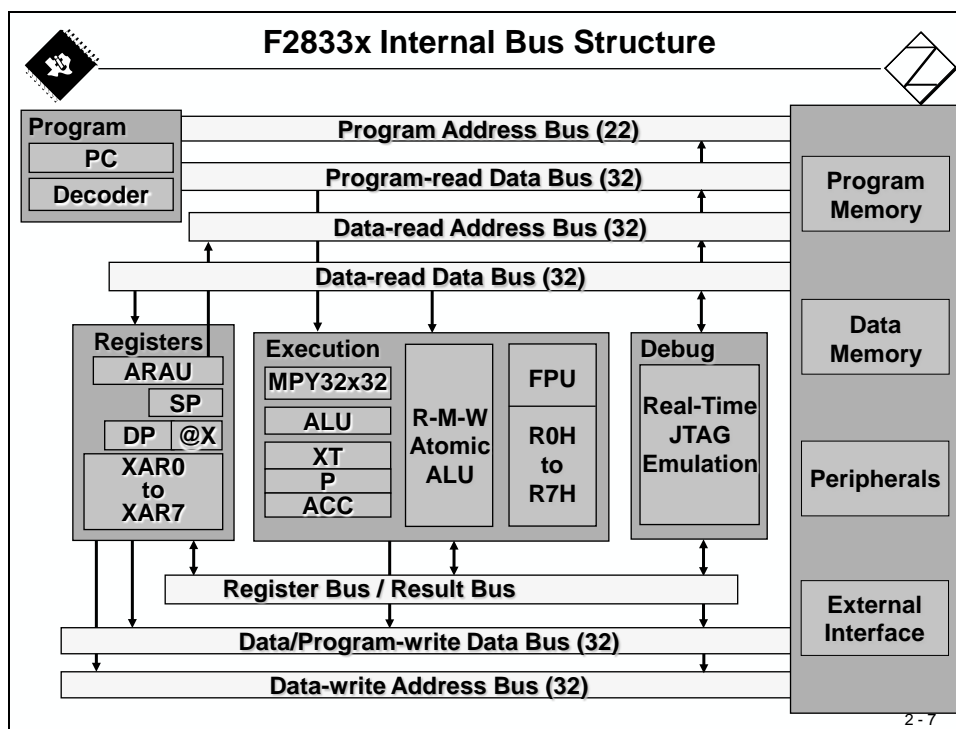 F2833x Internal Bus Structure
Program
PC
Decoder
Program Address Bus (22)
Program-read Data Bus (32)
Data-read Address Bus (32)
Data-read Data Bus (32)
Program
Memory
Data
Memory
Peripherals
External
Interface
Registers
ARAU
SP
DP
@X
XAR0
to
XAR7
Execution
MPY32x32
ALU
XT
P
ACC
R-M-W
Atomic
ALU
FPU
R0H
to
R7H
Debug
Real-Time
JTAG
Emulation
Register Bus / Result Bus
Data/Program-write Data Bus (32)
Data-write Address Bus (32)
2 - 7